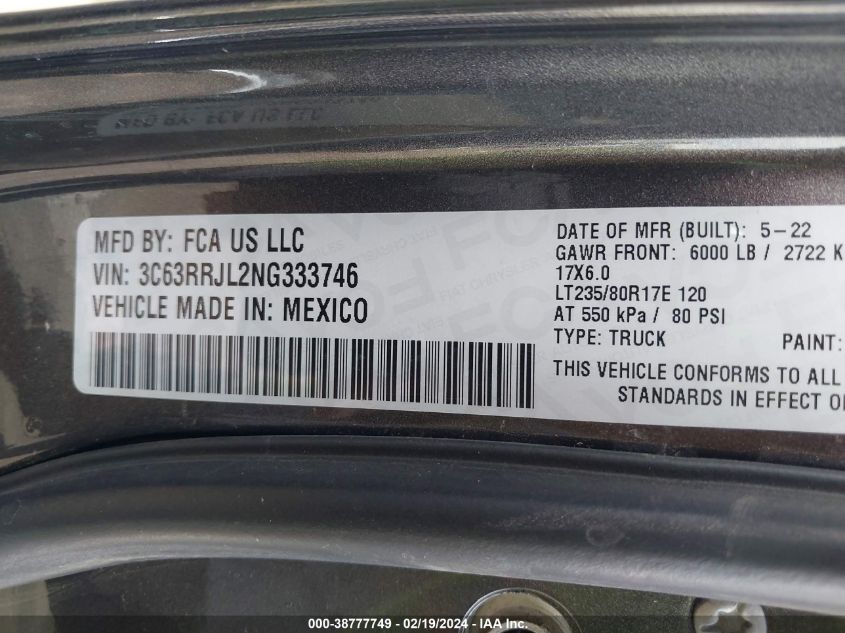 MFD BY: FCA US LLC
VIN: 3C63RRJL2NG333746
VEHICLE MADE IN: MEXICO
DATE OF MFR (BUILT): 5-22
GAWR FRONT: 6000 LB / 2722 K
17X6.0
LT235/80R17E 120
AT 550 kPa / 80 PSI
TYPE: TRUCK PAINT:
THIS VEHICLE CONFORMS TO ALL
STANDARDS IN EFFECT O
000-38777749 - 02/19/2024 - IAA Inc.